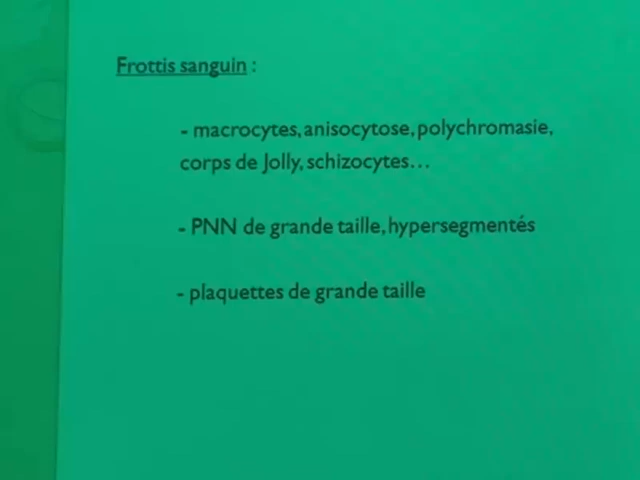 Frottis sanguin :
- macrocytes, anisocytose, polychromasie,
corps de Jolly, schizocytes...
- PNN de grande taille, hypersegmentés
- plaquettes de grande taille